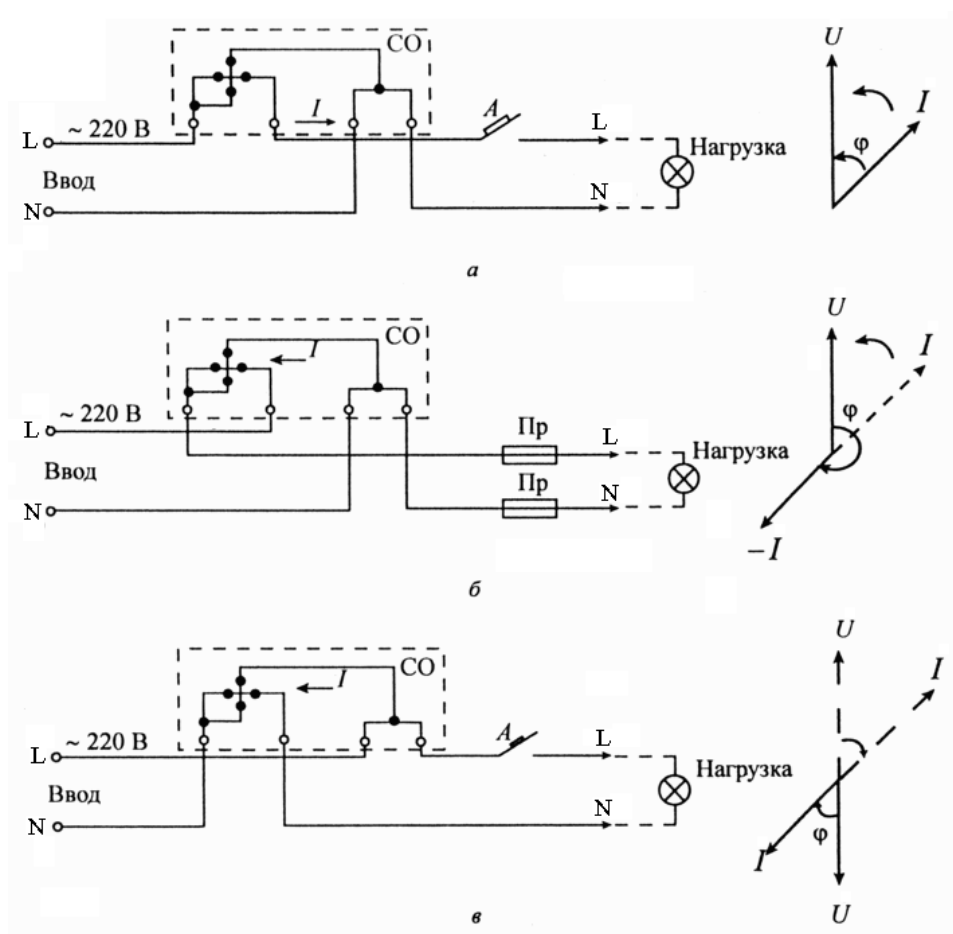 CO
U
I
A
I
L
~ 220 В
L
φ
Нагрузка
Ввод
N
N
а
U
CO
I
I
~ 220 В
φ
L
Пр
L
Нагрузка
Ввод
Пр
N
N
–I
б
U
CO
I
I
~ 220 В
A
L
L
Нагрузка
Ввод
N
N
φ
I
U
в